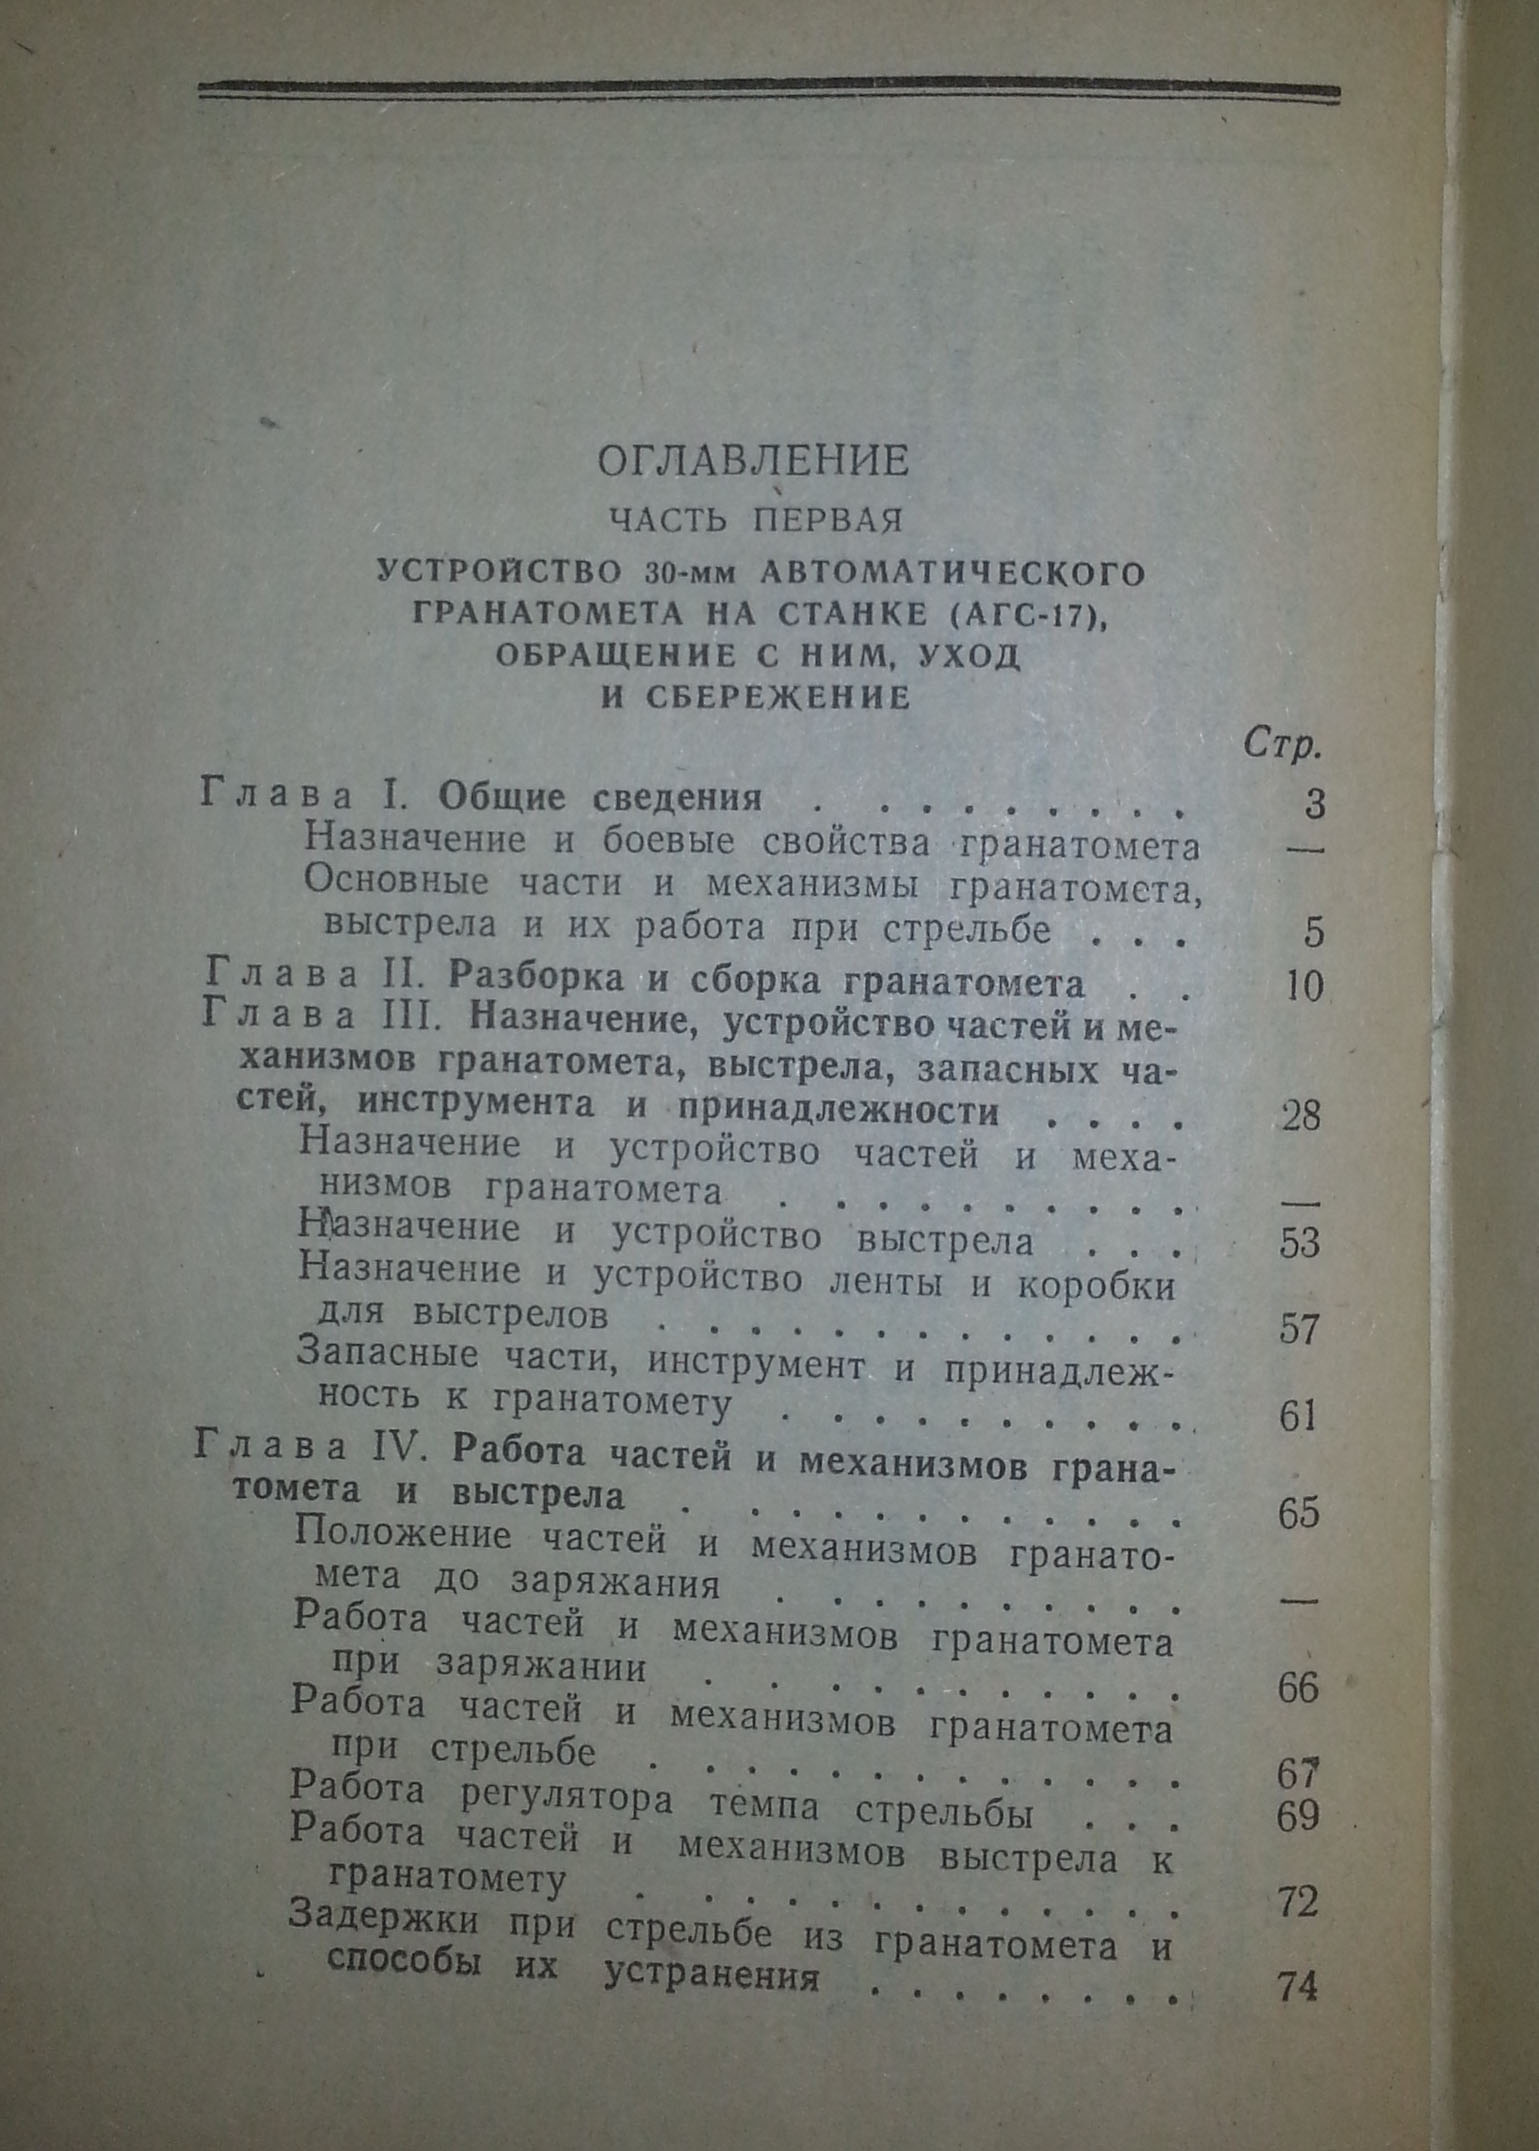 ОГЛАВЛЕНИЕ
ЧАСТЬ ПЕРВАЯ
УСТРОЙСТВО 30-мм АВТОМАТИЧЕСКОГО
ГРАНАТОМЕТА НА СТАНКЕ (АГС-17),
ОБРАЩЕНИЕ С НИМ, УХОД
И СБЕРЕЖЕНИЕ
Стр.
Глава I. Общие сведения . . . . . . . . . 3
Назначение и боевые свойства гранатомета —
Основные части и механизмы гранатомета,
выстрела и их работа при стрельбе . . . 5
Глава II. Разборка и сборка гранатомета . . 10
Глава III. Назначение, устройство частей и ме-
ханизмов гранатомета, выстрела, запасных ча-
стей, инструмента и принадлежности . . . . 28
Назначение и устройство частей и меха-
низмов гранатомета . . . . . . . . . . —
Назначение и устройство выстрела . . . 53
Назначение и устройство ленты и коробки
для выстрелов . . . . . . . . . . . . . 57
Запасные части, инструмент и принадлеж-
ность к гранатомету . . . . . . . . . . 61
Глава IV. Работа частей и механизмов грана-
томета и выстрела . . . . . . . . . . . . 65
Положение частей и механизмов гранато-
мета до заряжания . . . . . . . . . . —
Работа частей и механизмов гранатомета
при заряжании . . . . . . . . . . . 66
Работа частей и механизмов гранатомета
при стрельбе . . . . . . . . . . . . . 67
Работа регулятора темпа стрельбы . . . 69
Работа частей и механизмов выстрела к
гранатомету . . . . . . . . . . . . . 72
Задержки при стрельбе из гранатомета и
способы их устранения . . . . . . . . 74